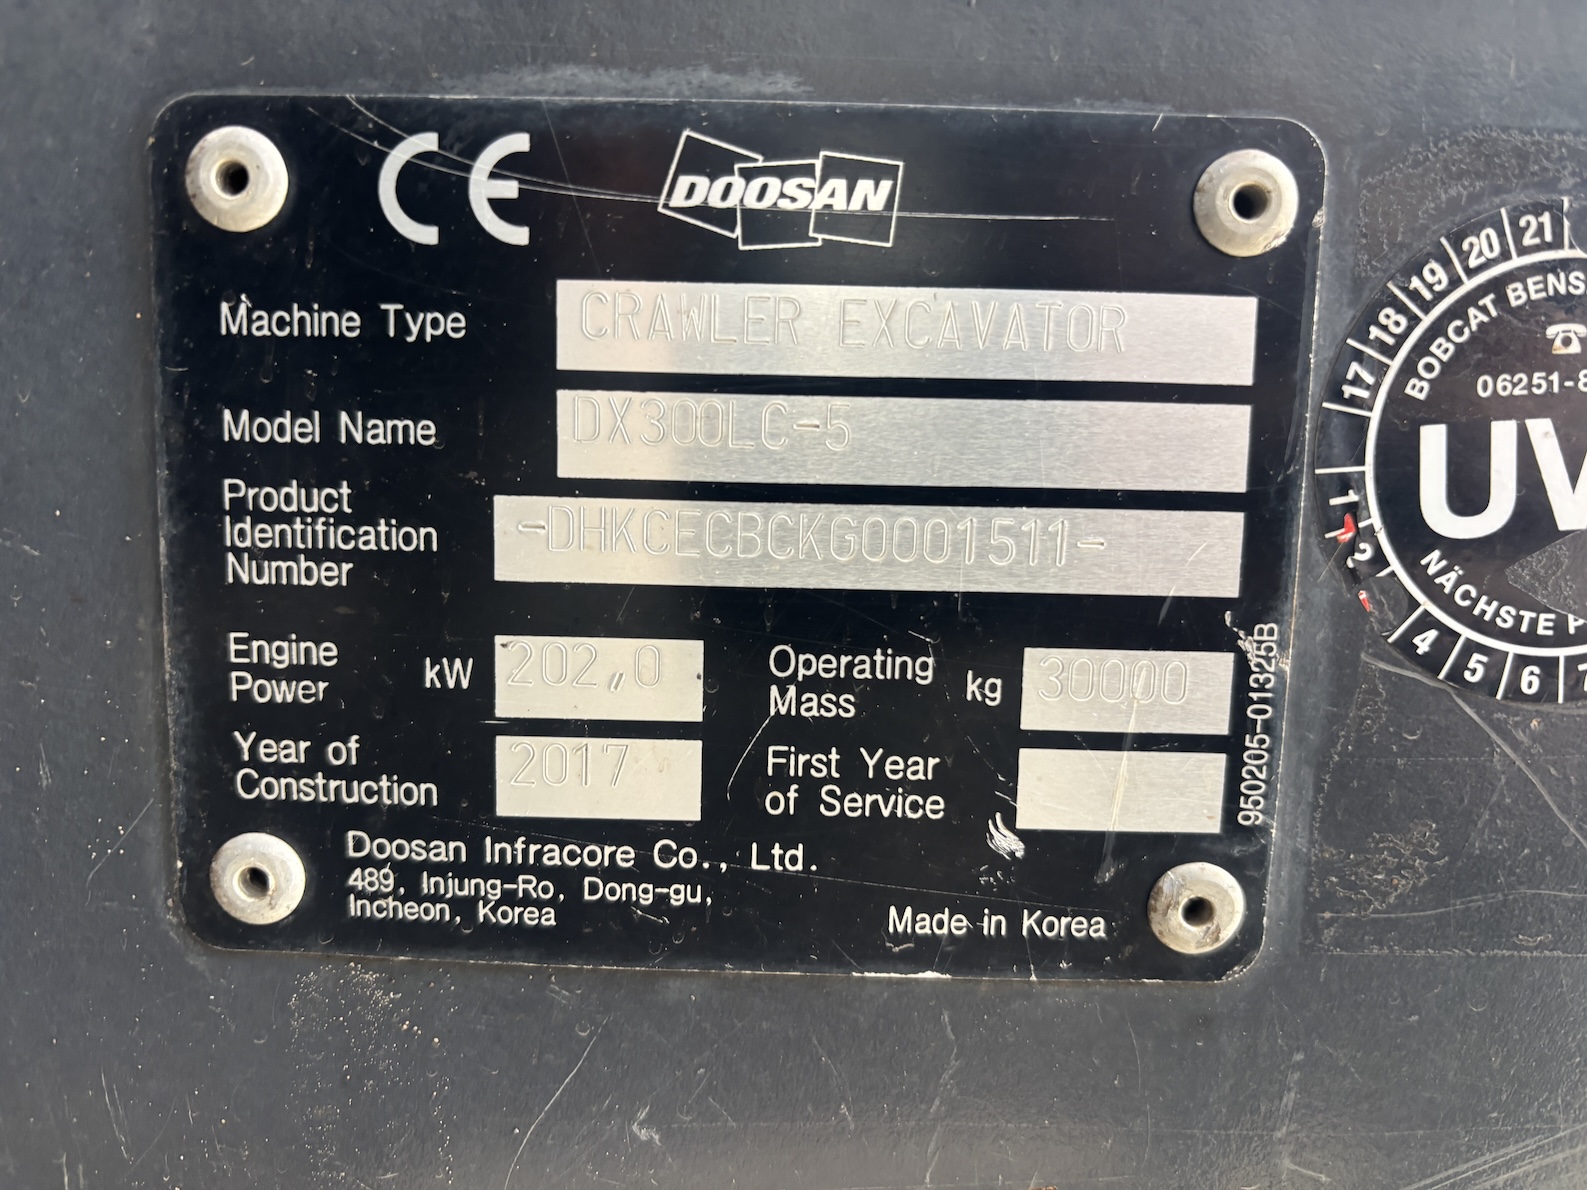 CE
DOOSAN
Machine Type CRAWLER EXCAVATOR
Model Name DX300LC-5
Product
Identification -DHKCECBCKG0001511-
Number
Engine
Power kW 202,0 Operating
Mass kg 30000
Year of
Construction 2017 First Year
of Service
Doosan Infracore Co., Ltd.
489, Injung-Ro, Dong-gu,
Incheon, Korea
Made in Korea
950205-01325B
17 18 19 20 21
BOBCAT BENS
06251-8
UV
NÄCHSTE P
1 2 4 5 6 7